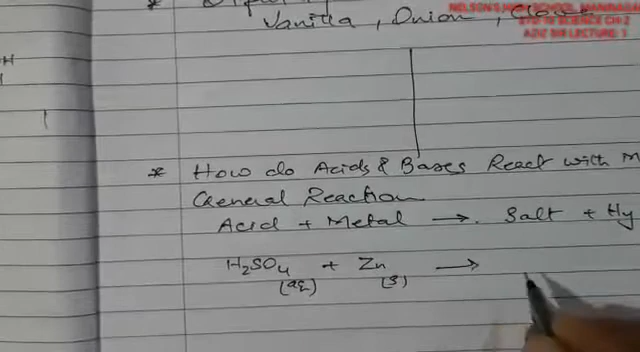 Vanilla, Onion, Clove
* How do Acids & Bases React with M
General Reaction
Acid + Metal → Salt + Hy
H₂SO₄ (aq) + Zn (s) →